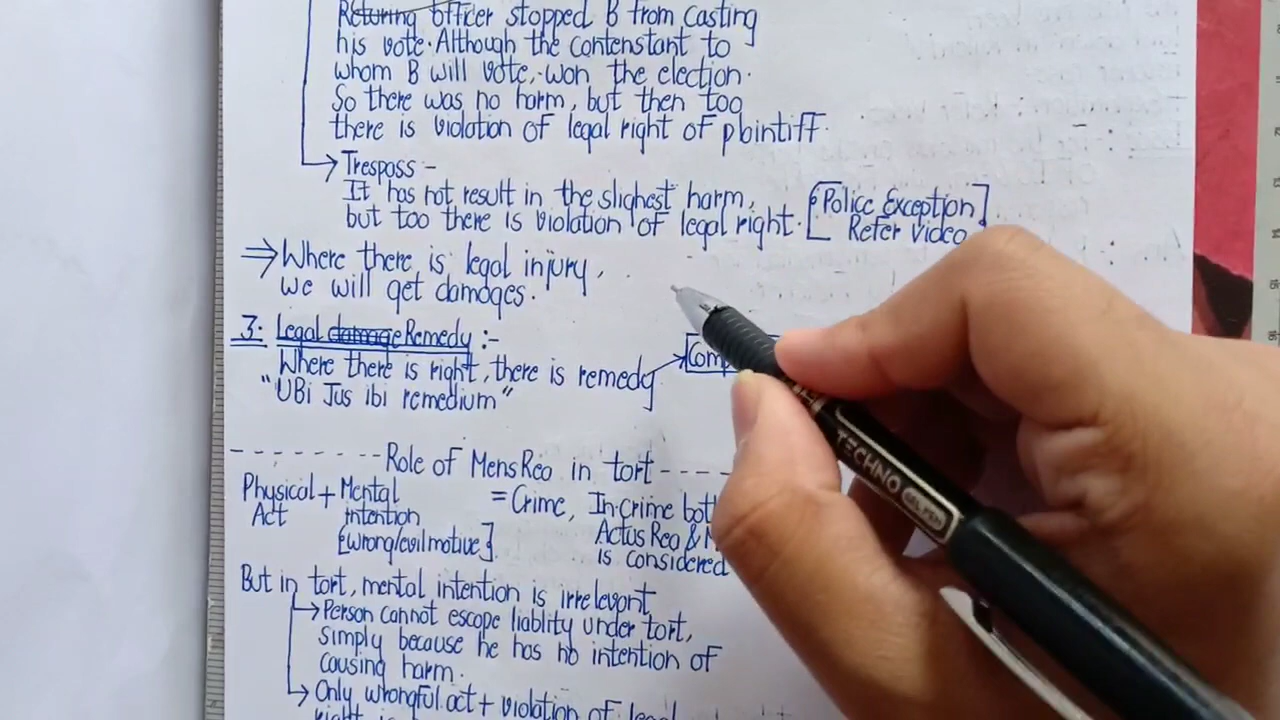 Returing officer stopped B from casting
his vote. Although the contenstant to
whom B will vote, won the election.
So there was no harm, but then too
there is violation of legal right of plaintiff.
Trespass :-
It has not result in the slighest harm,
but too there is violation of legal right.
[Police Exception
Refer Video]
⇒ Where there is legal injury,
we will get damages.
3. Legal damage Remedy :-
Where there is right, there is remedy
"UBi Jus ibi remedium"
Role of Mens Rea in tort
Physical + Mental = Crime, In Crime
Act intention Actus Rea &
[wrong/evil motive] is considered
But in tort, mental intention is irrelevant
Person cannot escape liablity under tort,
simply because he has no intention of
causing harm.
Only wrongful act + violation of legal
TECHNO GEL PEN